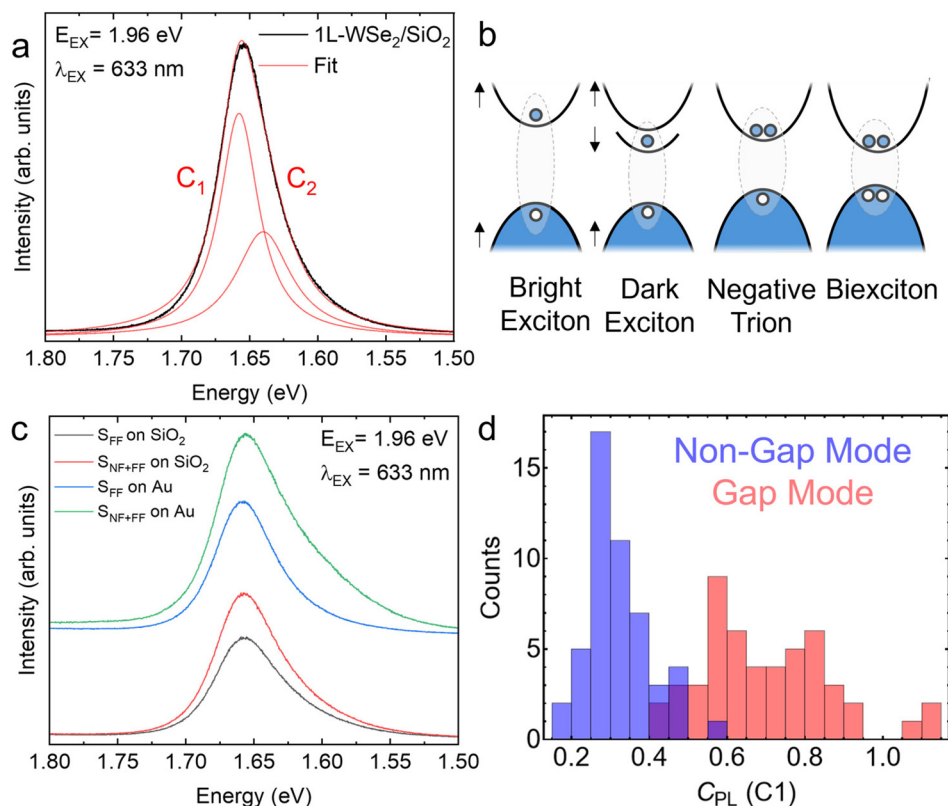 a
E_EX = 1.96 eV
λ_EX = 633 nm
1L-WSe₂/SiO₂
Fit
C₁
C₂
Intensity (arb. units)
1.80 1.75 1.70 1.65 1.60 1.55 1.50
Energy (eV)
b
Bright Exciton
Dark Exciton
Negative Trion
Biexciton
c
S_FF on SiO₂
S_NF+FF on SiO₂
S_FF on Au
S_NF+FF on Au
E_EX = 1.96 eV
λ_EX = 633 nm
Intensity (arb. units)
1.80 1.75 1.70 1.65 1.60 1.55 1.50
Energy (eV)
d
Non-Gap Mode
Gap Mode
Counts
15
10
5
0
0.2 0.4 0.6 0.8 1.0
C_PL (C1)